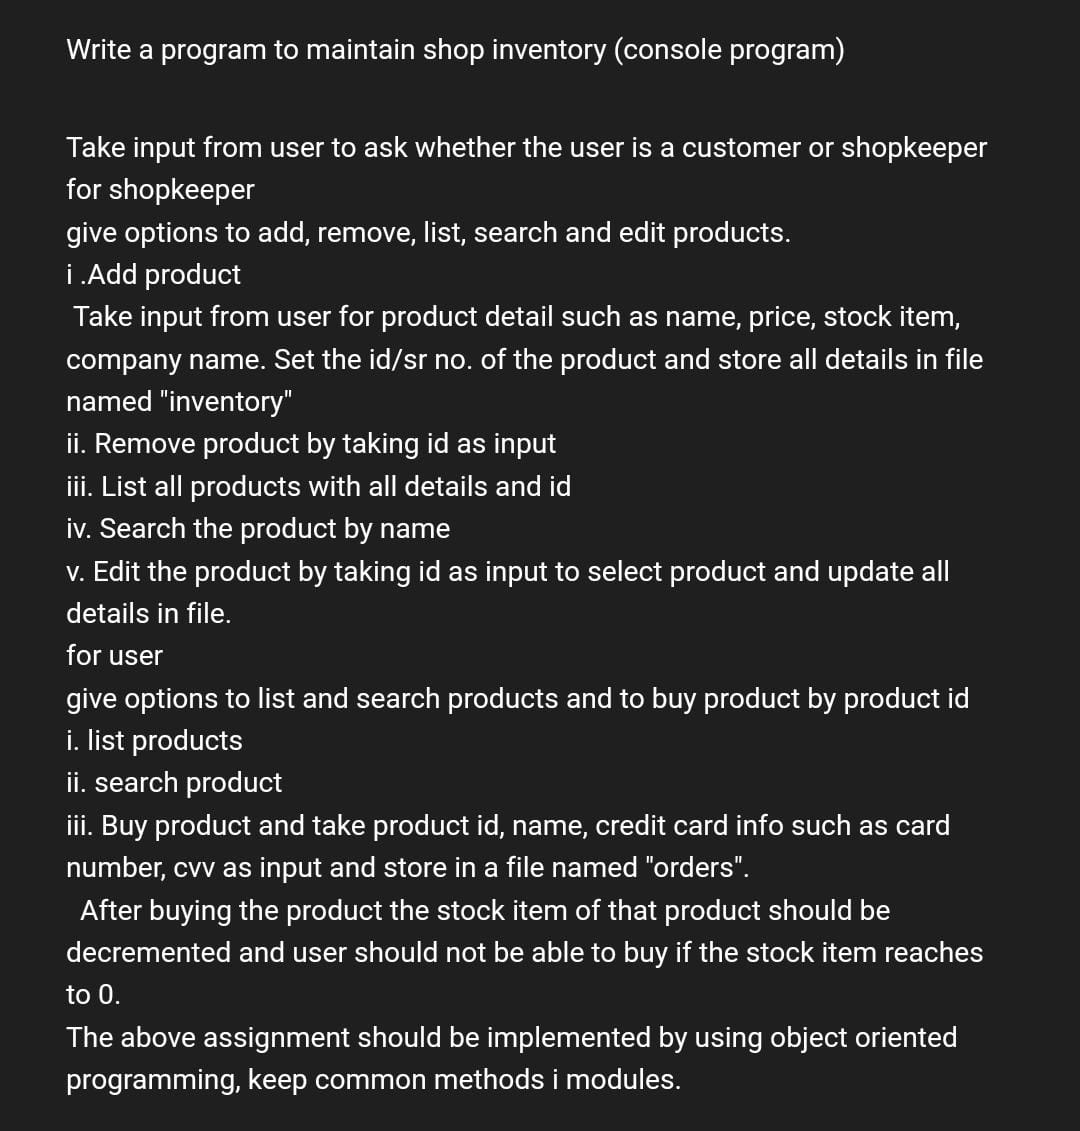 Write a program to maintain shop inventory (console program)
Take input from user to ask whether the user is a customer or shopkeeper
for shopkeeper
give options to add, remove, list, search and edit products.
i .Add product
Take input from user for product detail such as name, price, stock item,
company name. Set the id/sr no. of the product and store all details in file
named "inventory"
ii. Remove product by taking id as input
iii. List all products with all details and id
iv. Search the product by name
v. Edit the product by taking id as input to select product and update all
details in file.
for user
give options to list and search products and to buy product by product id
i. list products
ii. search product
iii. Buy product and take product id, name, credit card info such as card
number, cvv as input and store in a file named "orders".
After buying the product the stock item of that product should be
decremented and user should not be able to buy if the stock item reaches
to 0.
The above assignment should be implemented by using object oriented
programming, keep common methods i modules.